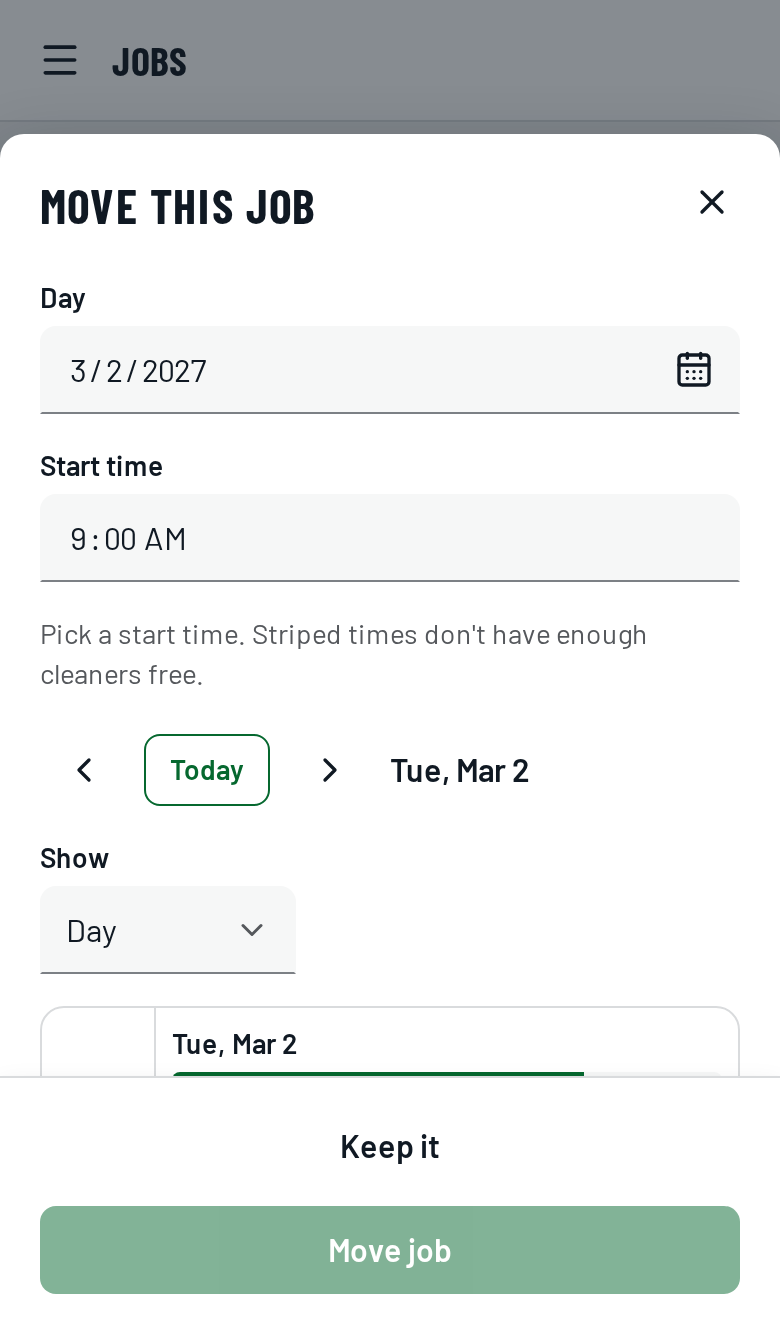 JOBS
MOVE THIS JOB
Day
3/2/2027
Start time
9:00 AM
Pick a start time. Striped times don't have enough
cleaners free.
Today
Tue, Mar 2
Show
Day
Tue, Mar 2
Keep it
Move job